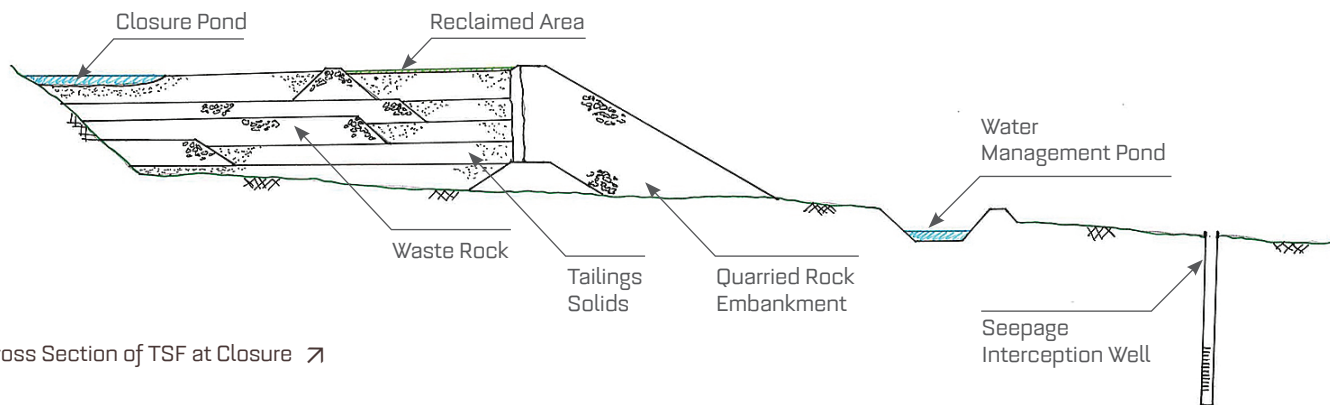 Closure Pond
Reclaimed Area
Water
Management Pond
Waste Rock
Tailings
Solids
Quarried Rock
Embankment
Seepage
Interception Well
ross Section of TSF at Closure ↗